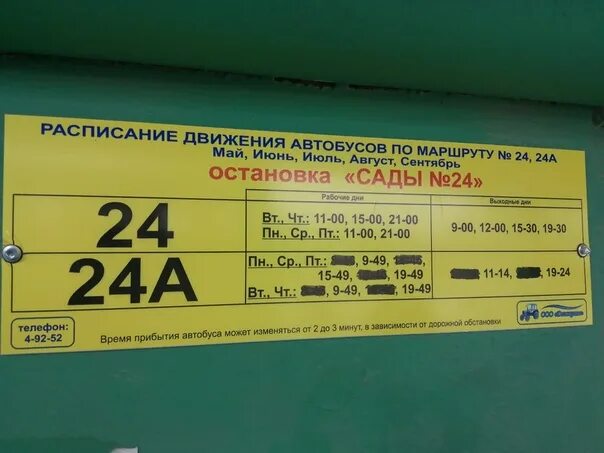 РАСПИСАНИЕ ДВИЖЕНИЯ АВТОБУСОВ ПО МАРШРУТУ № 24, 24А
Май, Июнь, Июль, Август, Сентябрь
остановка «САДЫ №24»
Рабочие дни
Выходные дни
24
Вт., Чт.: 11-00, 15-00, 21-00
Пн., Ср., Пт.: 11-00, 21-00
9-00, 12-00, 15-30, 19-30
24А
Пн., Ср., Пт.: 9-49,
15-49, 19-49
Вт., Чт.: 9-49, 19-49
11-14, 19-24
телефон:
4-92-52
Время прибытия автобуса может изменяться от 2 до 3 минут, в зависимости от дорожной обстановки
ООО